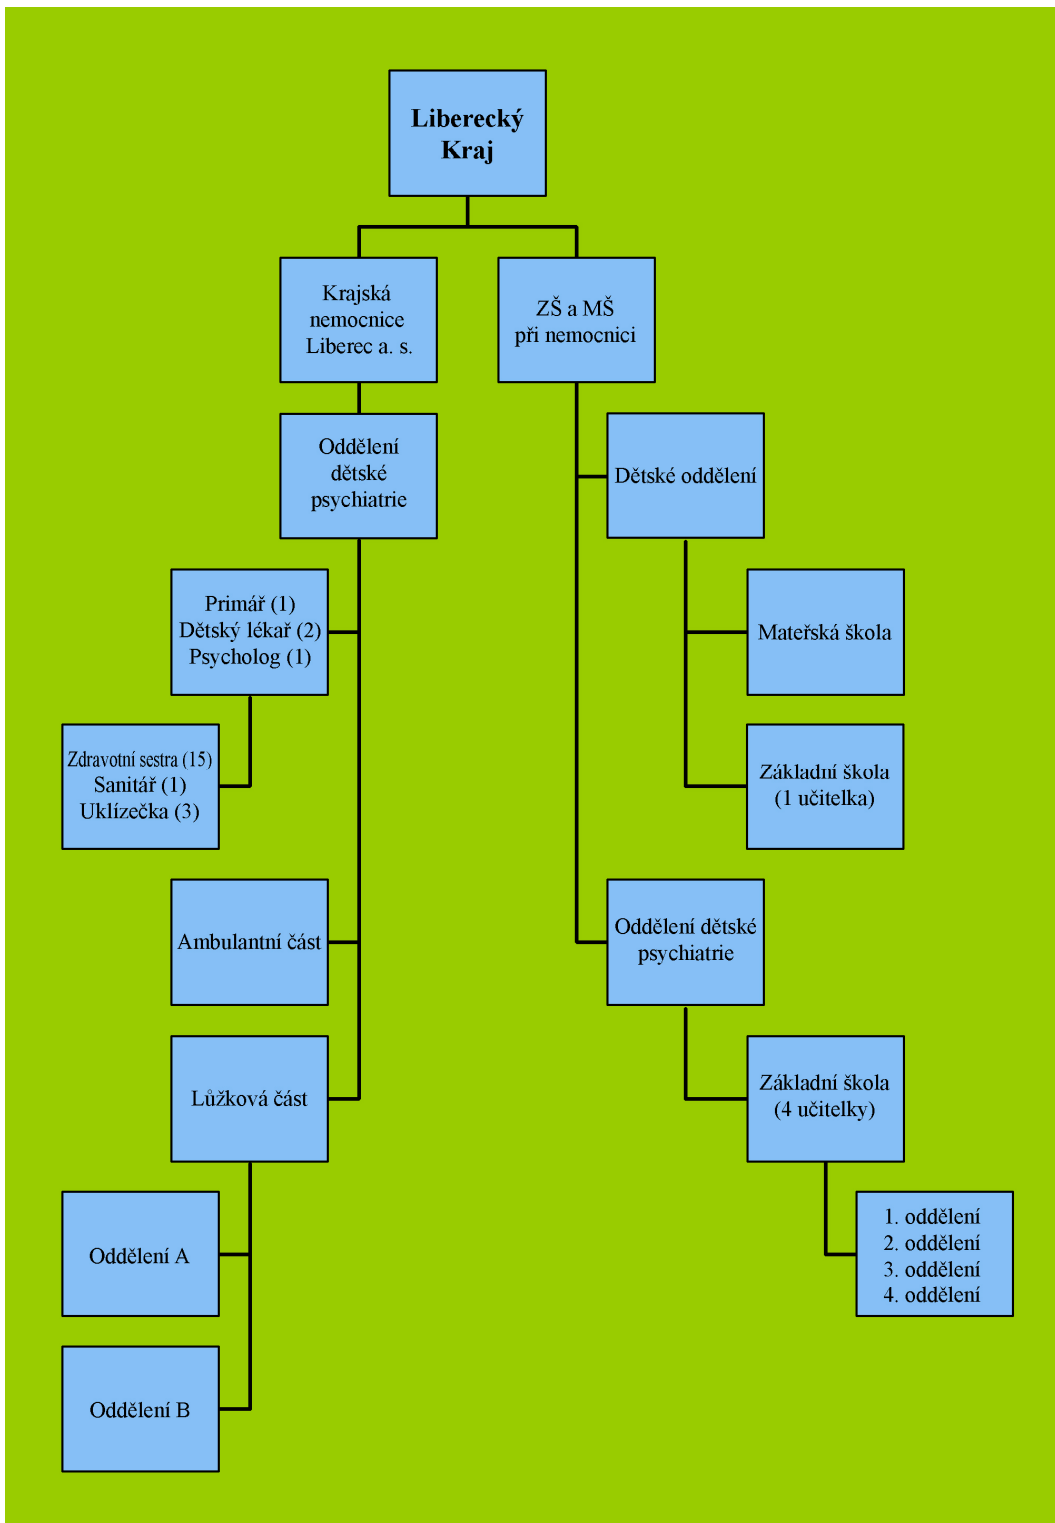 Liberecký
Kraj
Krajská
nemocnice
Liberec a. s.
ZŠ a MŠ
při nemocnici
Oddělení
dětské
psychiatrie
Dětské oddělení
Primář (1)
Dětský lékař (2)
Psycholog (1)
Mateřská škola
Zdravotní sestra (15)
Sanitář (1)
Uklízečka (3)
Základní škola
(1 učitelka)
Ambulantní část
Oddělení dětské
psychiatrie
Lůžková část
Základní škola
(4 učitelky)
Oddělení A
1. oddělení
2. oddělení
3. oddělení
4. oddělení
Oddělení B